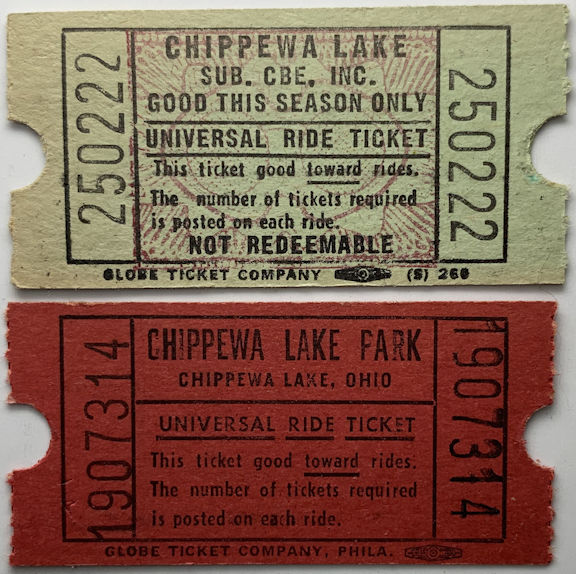 250222
CHIPPEWA LAKE
SUB. CBE, INC.
GOOD THIS SEASON ONLY
UNIVERSAL RIDE TICKET
This ticket good toward rides.
The number of tickets required
is posted on each ride.
NOT REDEEMABLE
250222
GLOBE TICKET COMPANY (S) 266
1907314
CHIPPEWA LAKE PARK
CHIPPEWA LAKE, OHIO
UNIVERSAL RIDE TICKET
This ticket good toward rides.
The number of tickets required
is posted on each ride.
1907314
GLOBE TICKET COMPANY, PHILA.